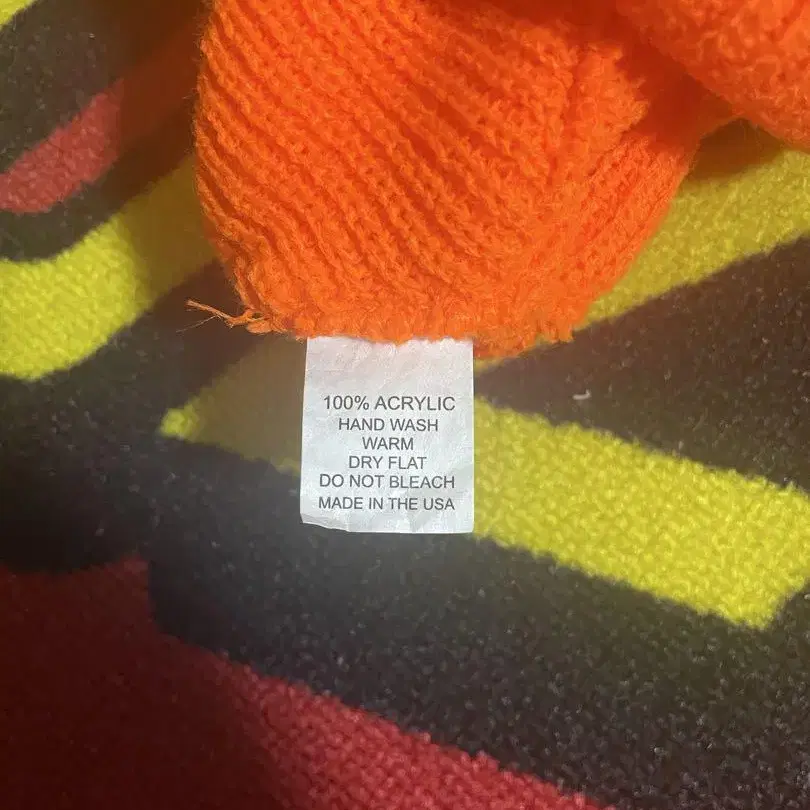 100% ACRYLIC
HAND WASH
WARM
DRY FLAT
DO NOT BLEACH
MADE IN THE USA